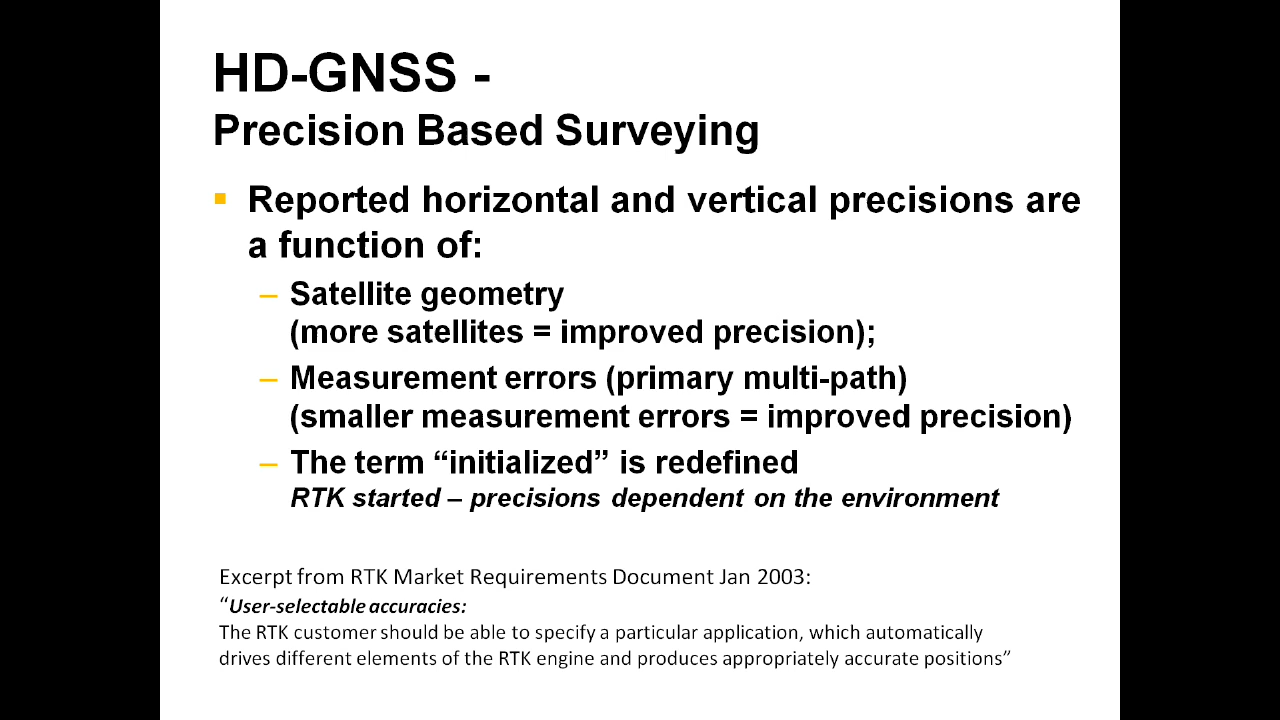 HD-GNSS -
Precision Based Surveying
Reported horizontal and vertical precisions are
a function of:
– Satellite geometry
(more satellites = improved precision);
– Measurement errors (primary multi-path)
(smaller measurement errors = improved precision)
– The term “initialized” is redefined
RTK started – precisions dependent on the environment
Excerpt from RTK Market Requirements Document Jan 2003:
“User-selectable accuracies:
The RTK customer should be able to specify a particular application, which automatically
drives different elements of the RTK engine and produces appropriately accurate positions”